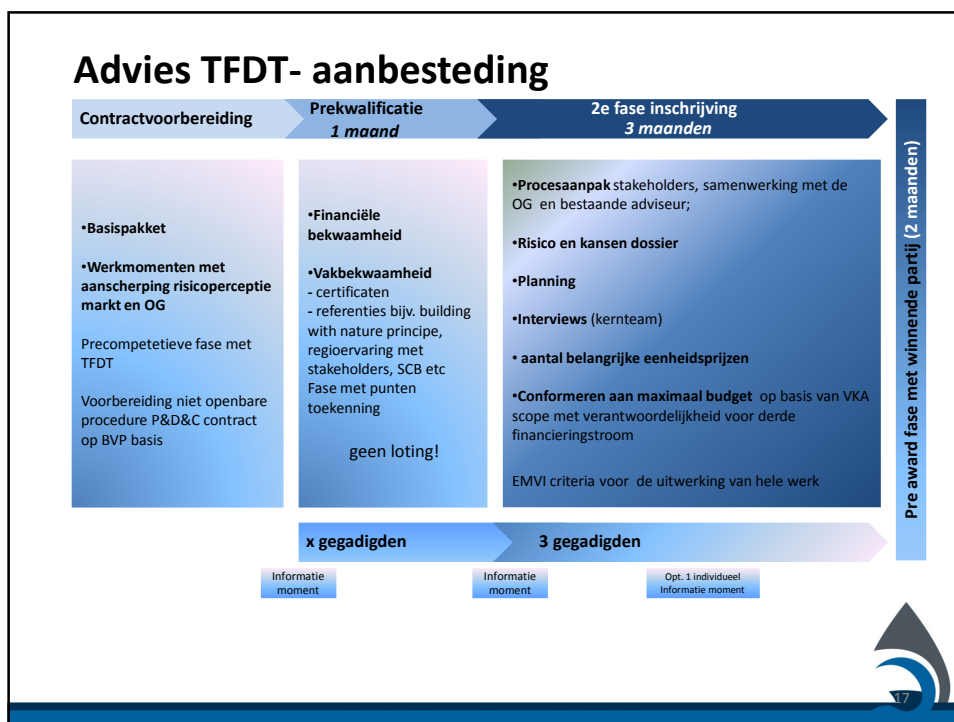 Advies TFDT- aanbesteding
Contractvoorbereiding
Prekwalificatie
1 maand
2e fase inschrijving
3 maanden
•Basispakket
•Werkmomenten met
aanscherping risicoperceptie
markt en OG
Precompetetieve fase met
TFDT
Voorbereiding niet openbare
procedure P&D&C contract
op BVP basis
•Financiële
bekwaamheid
•Vakbekwaamheid
- certificaten
- referenties bijv. building
with nature principe,
regioervaring met
stakeholders, SCB etc
Fase met punten
toekenning
geen loting!
•Procesaanpak stakeholders, samenwerking met de
OG en bestaande adviseur;
•Risico en kansen dossier
•Planning
•Interviews (kernteam)
• aantal belangrijke eenheidsprijzen
•Conformeren aan maximaal budget op basis van VKA
scope met verantwoordelijkheid voor derde
financieringstroom
EMVI criteria voor de uitwerking van hele werk
Pre award fase met winnende partij (2 maanden)
x gegadigden
3 gegadigden
Informatie
moment
Informatie
moment
Opt. 1 individueel
Informatie moment
17